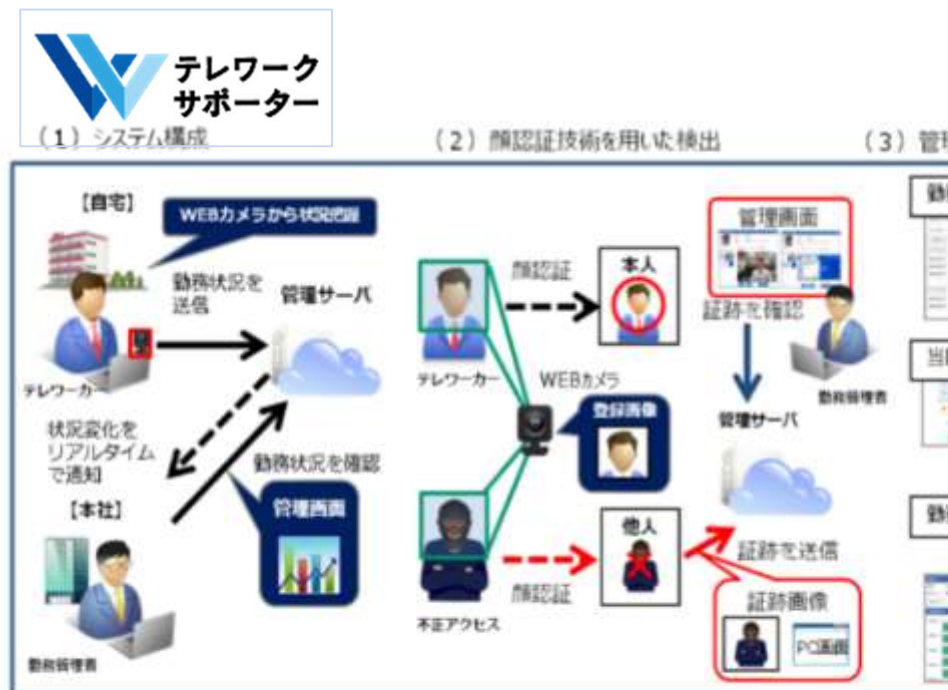 テレワーク
サポーター
(1) システム構成
【自宅】
WEBカメラから状況把握
勤務状況を
送信
管理サーバ
テレワーカー
状況変化を
リアルタイム
で通知
勤務状況を確認
【本社】
管理画面
勤務管理者
(2) 顔認証技術を用いた検出
顔認証
本人
テレワーカー
WEBカメラ
登録画像
他人
顔認証
不正アクセス
管理画面
証跡を確認
勤務管理者
管理サーバ
証跡を送信
証跡画像
PC画面
(3) 管